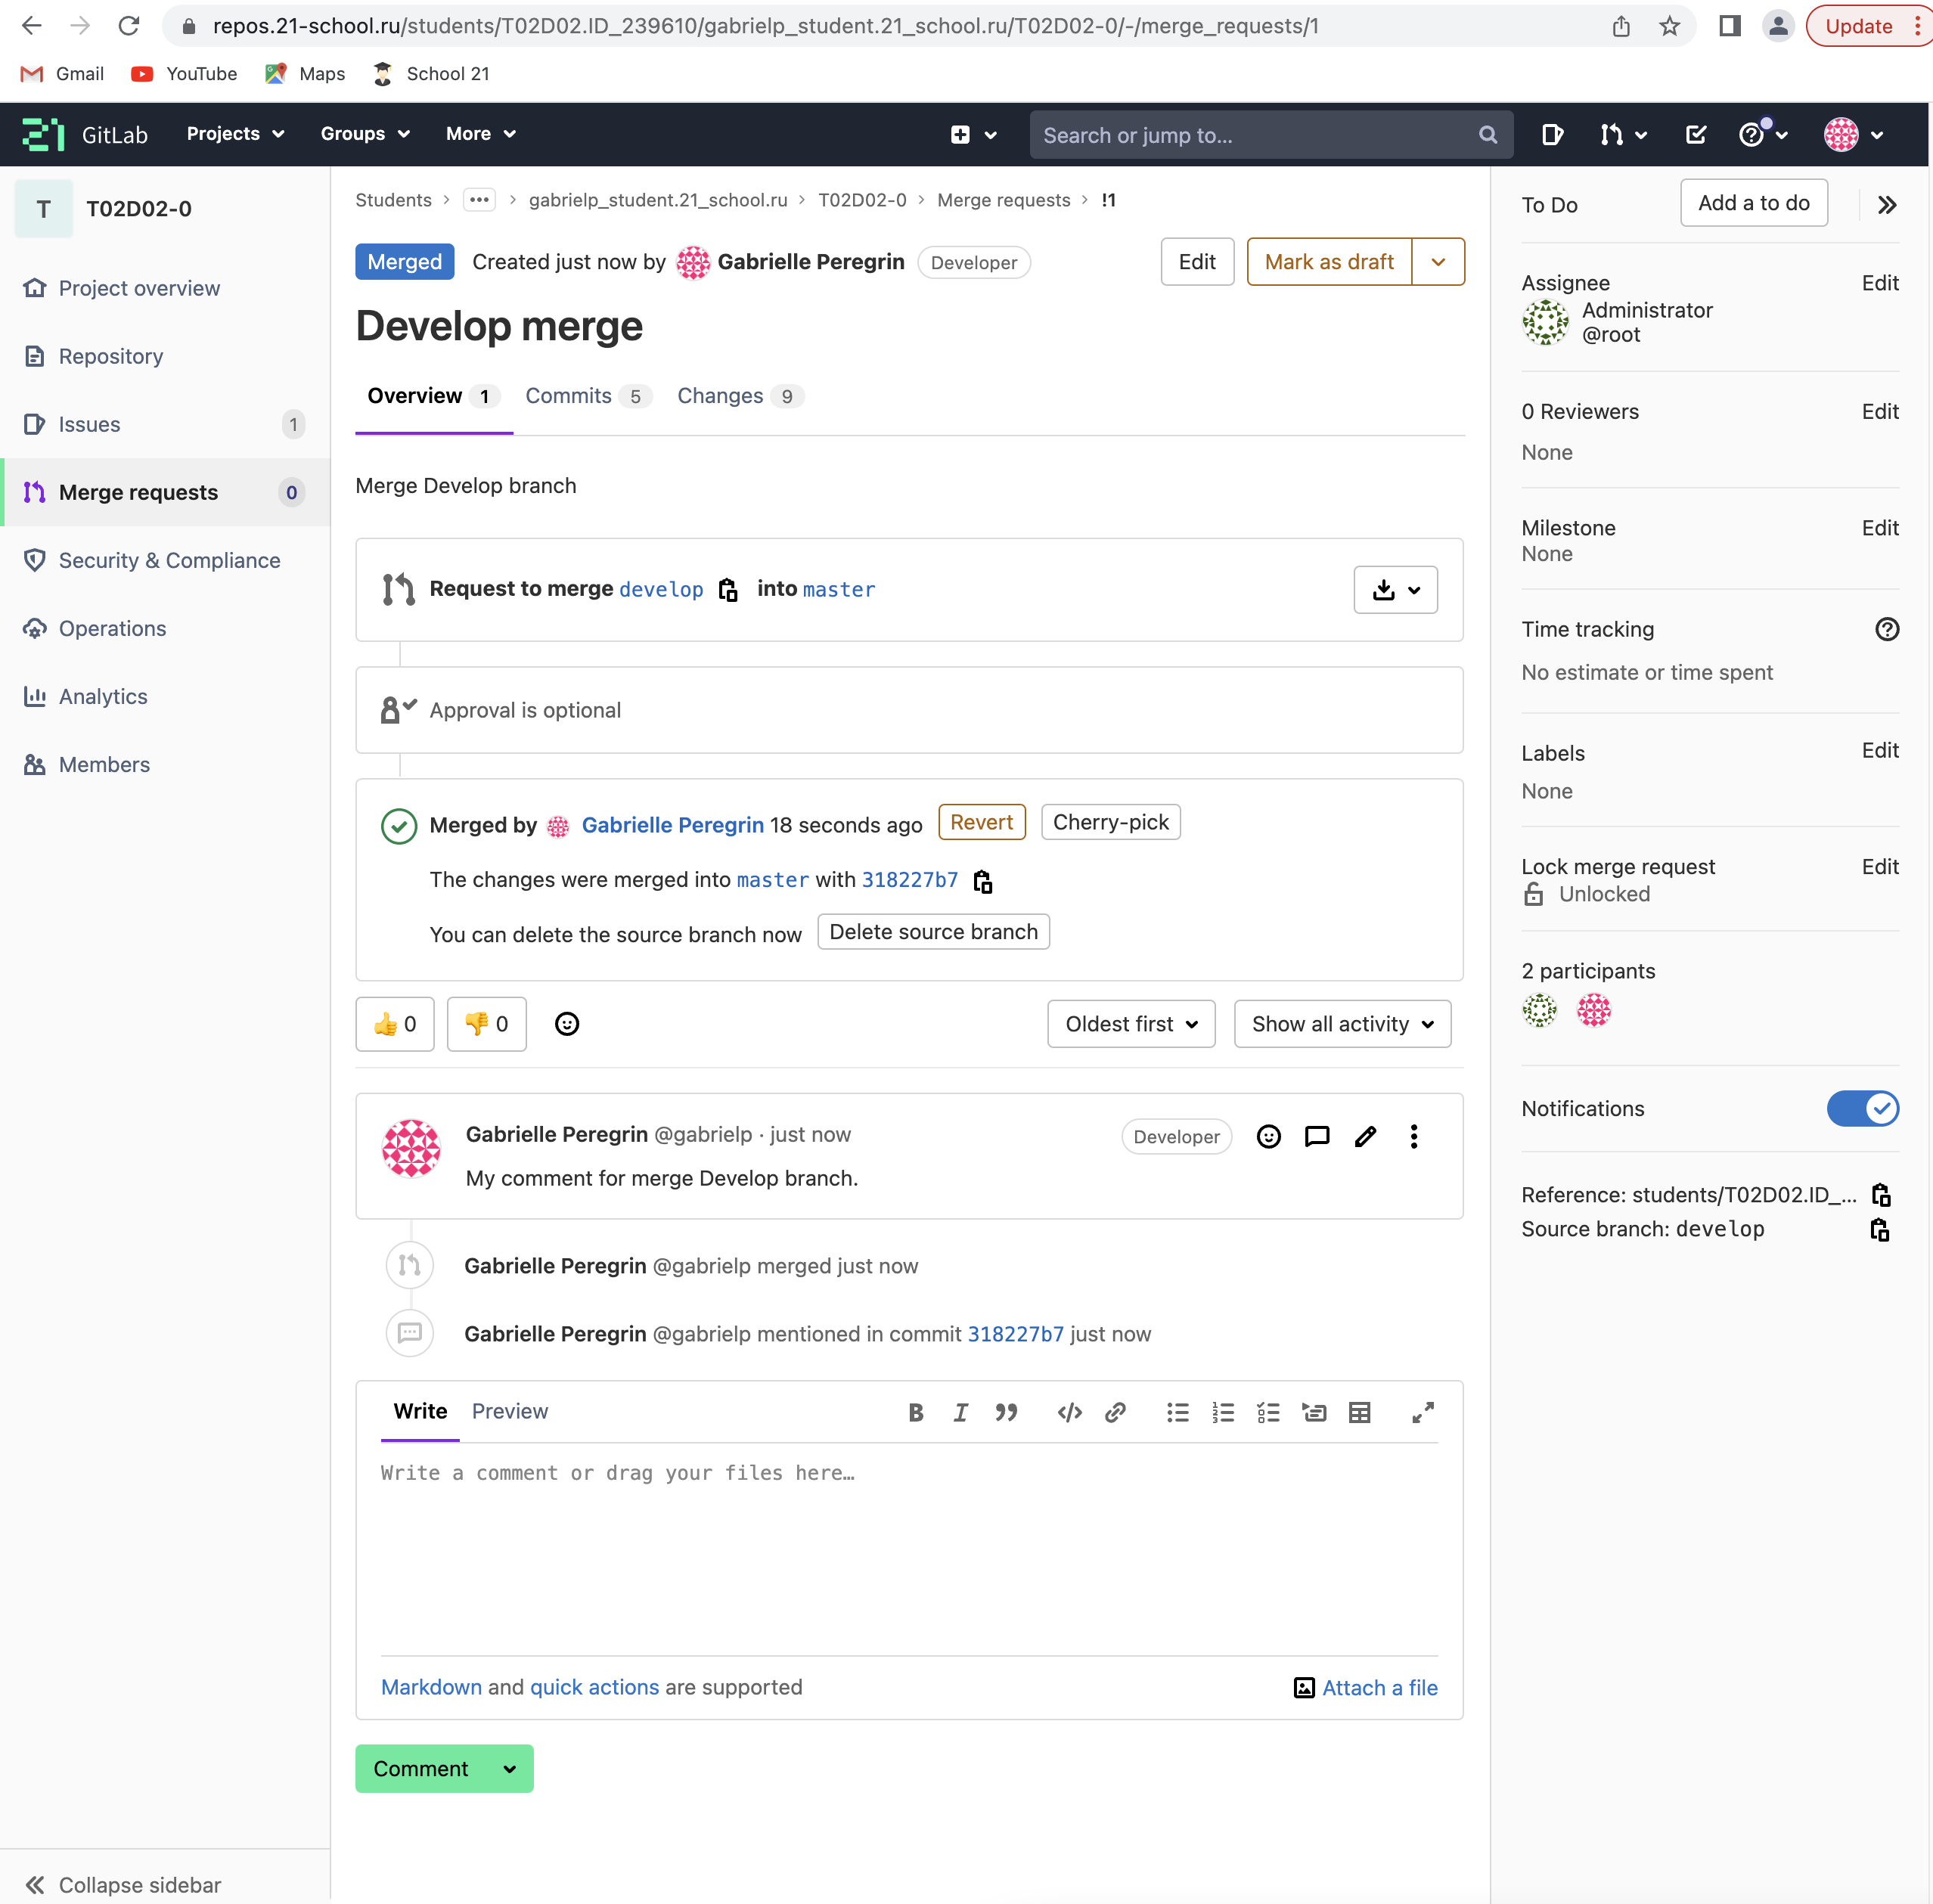 repos.21-school.ru/students/T02D02.ID_239610/gabrielp_student.21_school.ru/T02D02-0/-/merge_requests/1
Update
Gmail YouTube Maps School 21
GitLab Projects Groups More Search or jump to...
T T02D02-0
Project overview
Repository
Issues 1
Merge requests 0
Security & Compliance
Operations
Analytics
Members
Collapse sidebar
Students > ... > gabrielp_student.21_school.ru > T02D02-0 > Merge requests > !1
Merged Created just now by Gabrielle Peregrin Developer Edit Mark as draft
Develop merge
Overview 1 Commits 5 Changes 9
Merge Develop branch
Request to merge develop into master
Approval is optional
Merged by Gabrielle Peregrin 18 seconds ago Revert Cherry-pick
The changes were merged into master with 318227b7
You can delete the source branch now Delete source branch
👍 0 👎 0 Oldest first Show all activity
Gabrielle Peregrin @gabrielp · just now Developer
My comment for merge Develop branch.
Gabrielle Peregrin @gabrielp merged just now
Gabrielle Peregrin @gabrielp mentioned in commit 318227b7 just now
Write Preview
Write a comment or drag your files here…
Markdown and quick actions are supported Attach a file
Comment
To Do Add a to do
Assignee Edit
Administrator
@root
0 Reviewers Edit
None
Milestone Edit
None
Time tracking
No estimate or time spent
Labels Edit
None
Lock merge request Edit
Unlocked
2 participants
Notifications
Reference: students/T02D02.ID_...
Source branch: develop